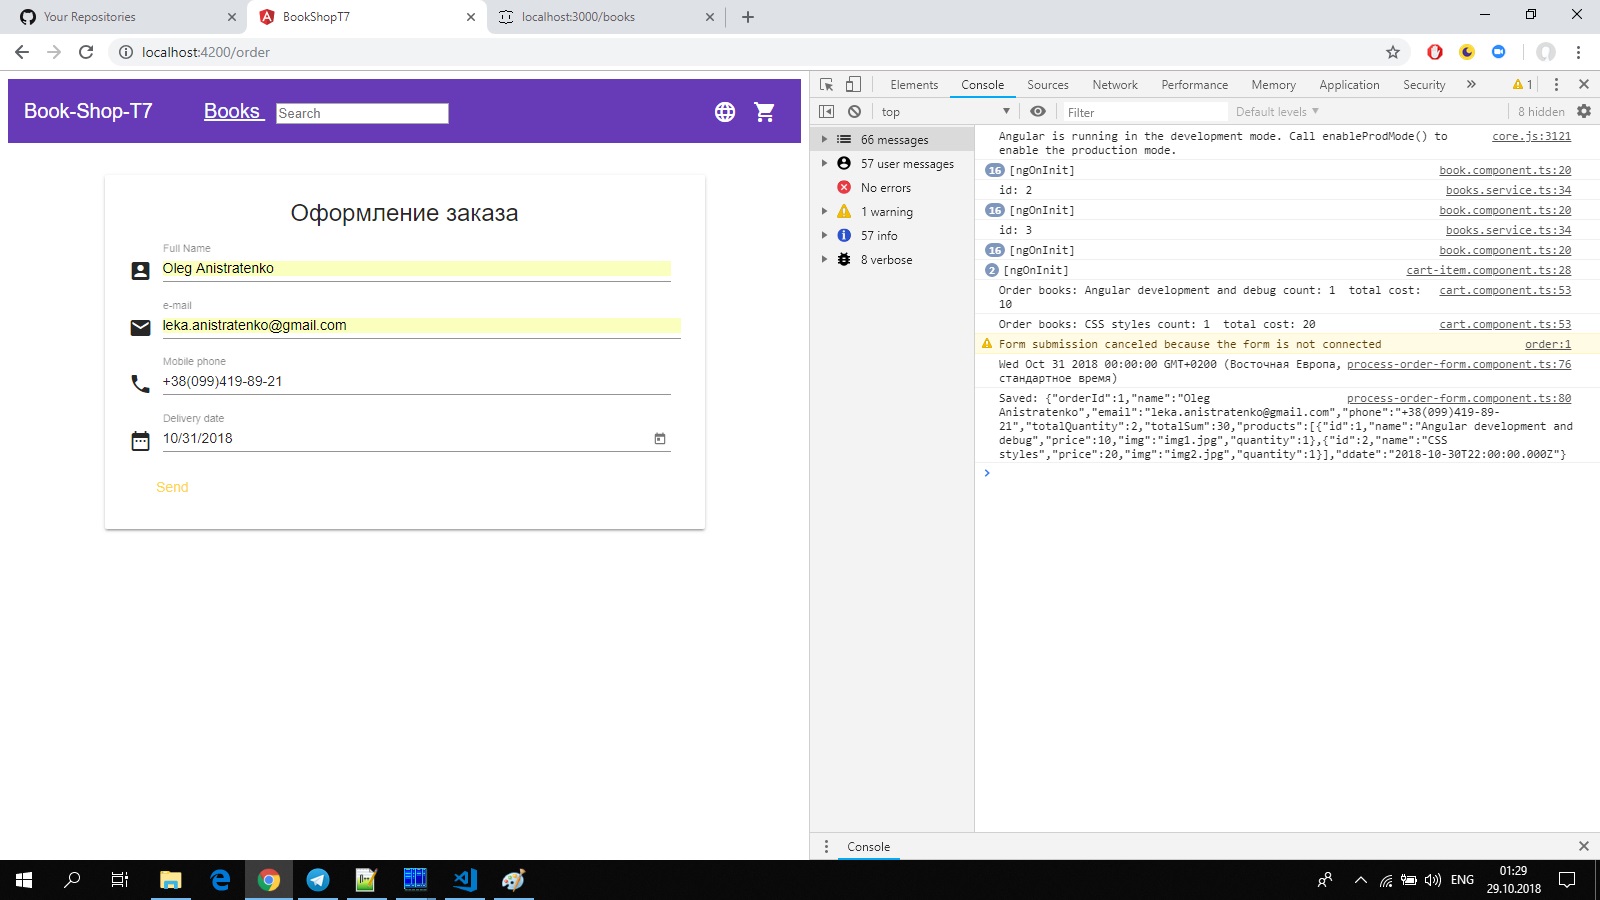 Your Repositories
BookShopT7
localhost:3000/books
localhost:4200/order
Book-Shop-T7
Books
Search
Оформление заказа
Full Name
Oleg Anistratenko
e-mail
leka.anistratenko@gmail.com
Mobile phone
+38(099)419-89-21
Delivery date
10/31/2018
Send
Elements Console Sources Network Performance Memory Application Security » 1
top Filter Default levels 8 hidden
66 messages
57 user messages
No errors
1 warning
57 info
8 verbose
Angular is running in the development mode. Call enableProdMode() to core.js:3121
enable the production mode.
16 [ngOnInit] book.component.ts:20
id: 2 books.service.ts:34
16 [ngOnInit] book.component.ts:20
id: 3 books.service.ts:34
16 [ngOnInit] book.component.ts:20
2 [ngOnInit] cart-item.component.ts:28
Order books: Angular development and debug count: 1 total cost: cart.component.ts:53
10
Order books: CSS styles count: 1 total cost: 20 cart.component.ts:53
Form submission canceled because the form is not connected order:1
Wed Oct 31 2018 00:00:00 GMT+0200 (Восточная Европа, process-order-form.component.ts:76
стандартное время)
Saved: {"orderId":1,"name":"Oleg process-order-form.component.ts:80
Anistratenko","email":"leka.anistratenko@gmail.com","phone":"+38(099)419-89-
21","totalQuantity":2,"totalSum":30,"products":[{"id":1,"name":"Angular development and
debug","price":10,"img":"img1.jpg","quantity":1},{"id":2,"name":"CSS
styles","price":20,"img":"img2.jpg","quantity":1}],"ddate":"2018-10-30T22:00:00.000Z"}
Console
ENG
01:29
29.10.2018